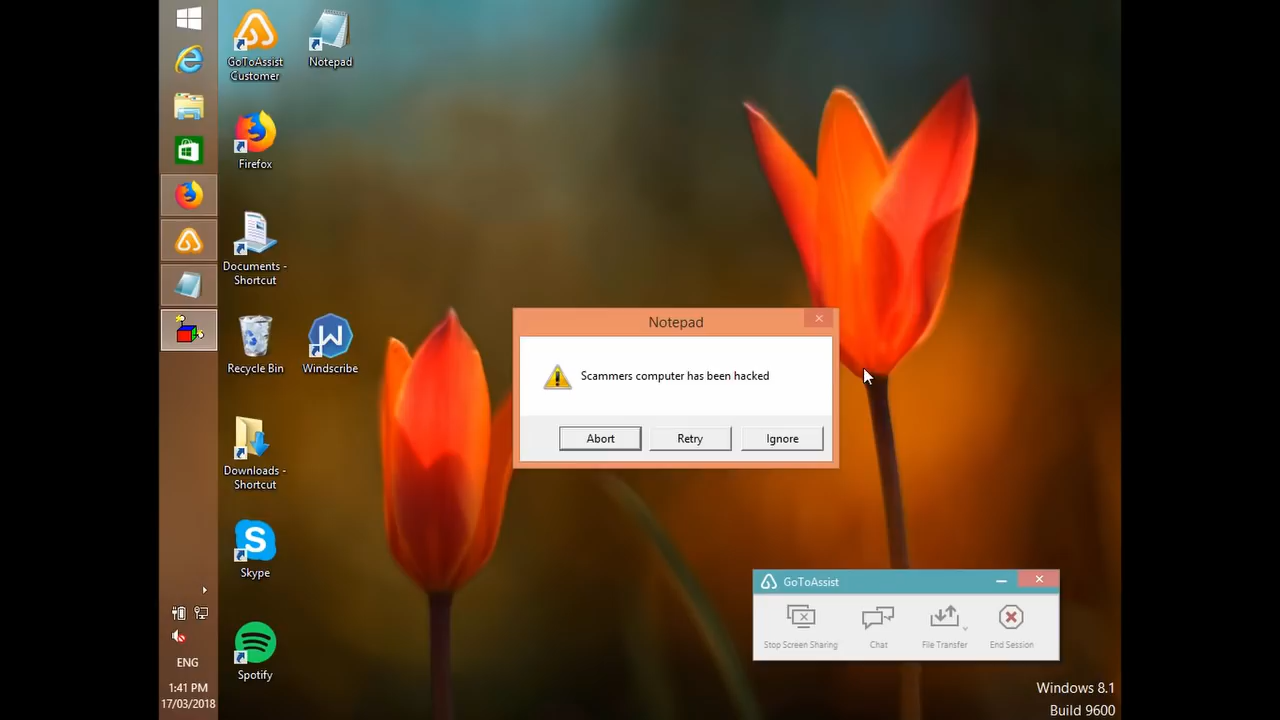 GoToAssist
Customer
Notepad
Firefox
Documents -
Shortcut
Recycle Bin
Windscribe
Downloads -
Shortcut
Skype
Spotify
Notepad
Scammers computer has been hacked
Abort
Retry
Ignore
GoToAssist
Stop Screen Sharing
Chat
File Transfer
End Session
ENG
1:41 PM
17/03/2018
Windows 8.1
Build 9600